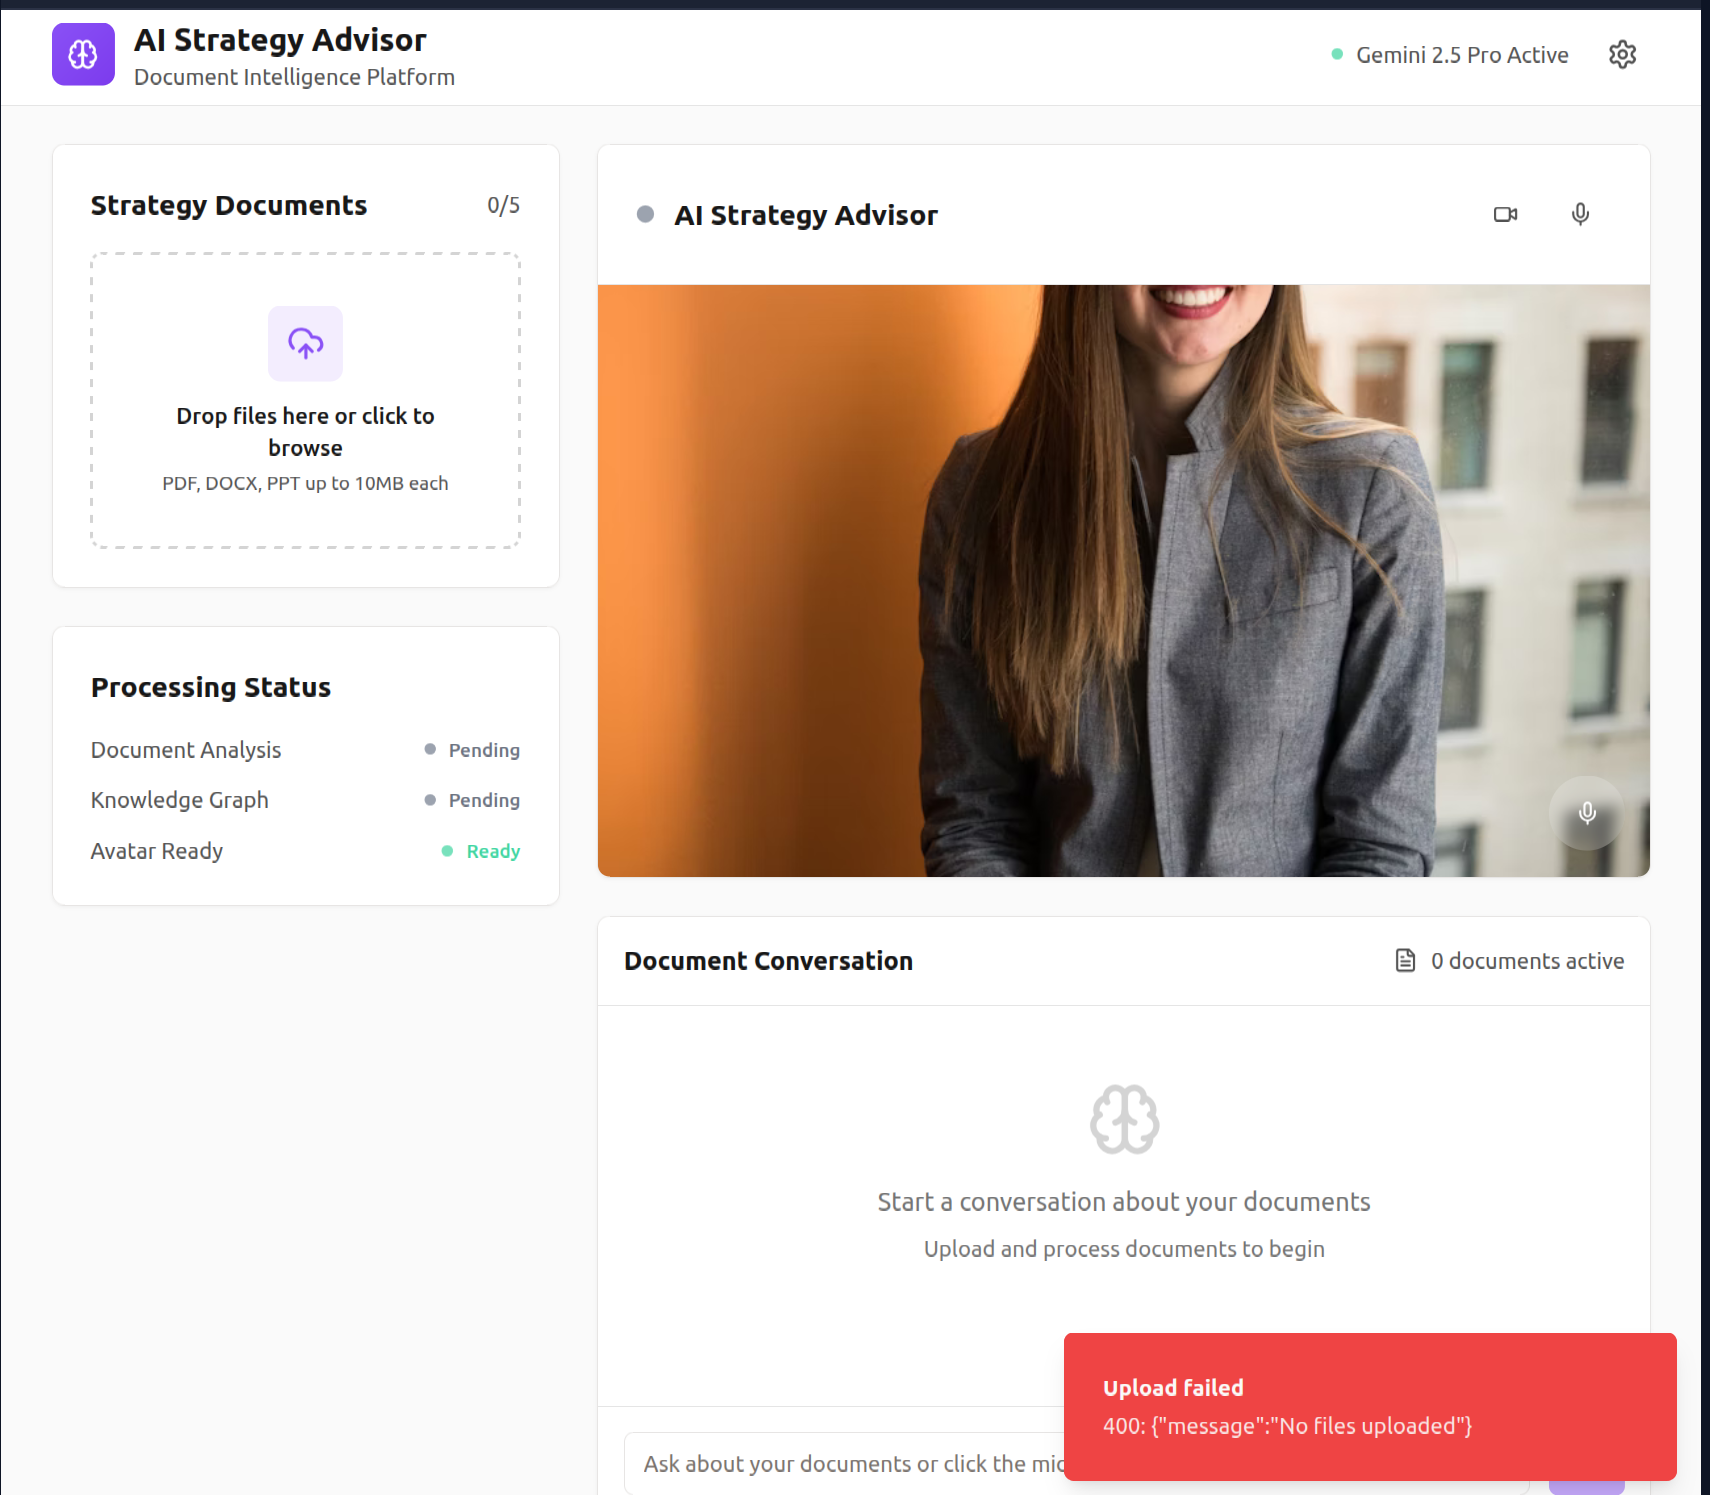 AI Strategy Advisor
Document Intelligence Platform
Gemini 2.5 Pro Active
Strategy Documents
0/5
Drop files here or click to
browse
PDF, DOCX, PPT up to 10MB each
Processing Status
Document Analysis
Pending
Knowledge Graph
Pending
Avatar Ready
Ready
AI Strategy Advisor
Document Conversation
0 documents active
Start a conversation about your documents
Upload and process documents to begin
Ask about your documents or click the mic
Upload failed
400: {"message":"No files uploaded"}